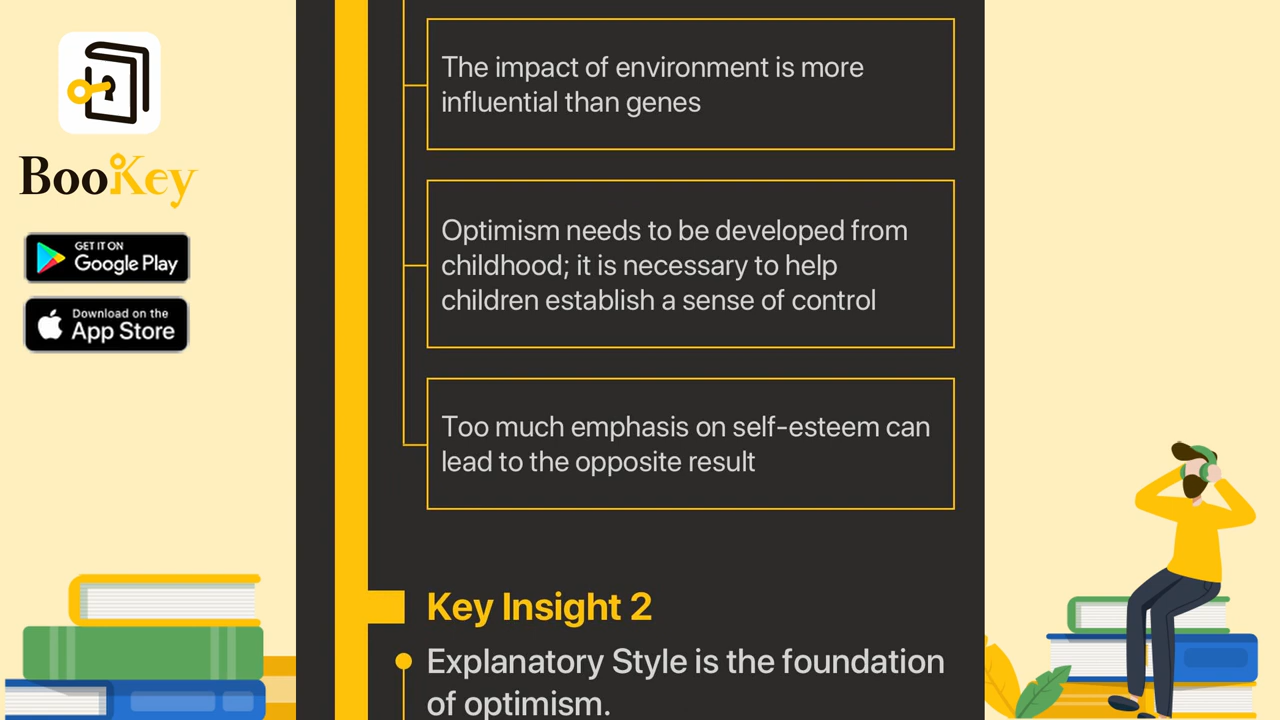 BooKey
GET IT ON
Google Play
Download on the
App Store
The impact of environment is more
influential than genes
Optimism needs to be developed from
childhood; it is necessary to help
children establish a sense of control
Too much emphasis on self-esteem can
lead to the opposite result
Key Insight 2
Explanatory Style is the foundation
of optimism.